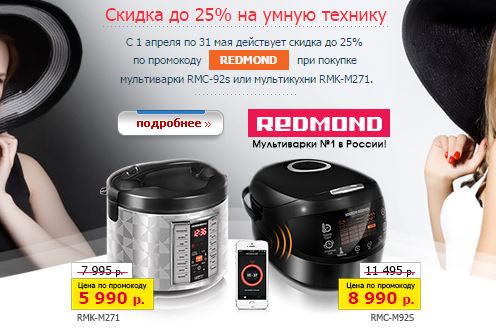 Скидка до 25% на умную технику
С 1 апреля по 31 мая действует скидка до 25%
по промокоду REDMOND при покупке
мультиварки RMC-92s или мультикухни RMK-M271.
подробнее »
REDMOND
Мультиварки №1 в России!
7 995 р.
Цена по промокоду
5 990 р.
RMK-M271
11 495 р.
Цена по промокоду
8 990 р.
RMC-M92S